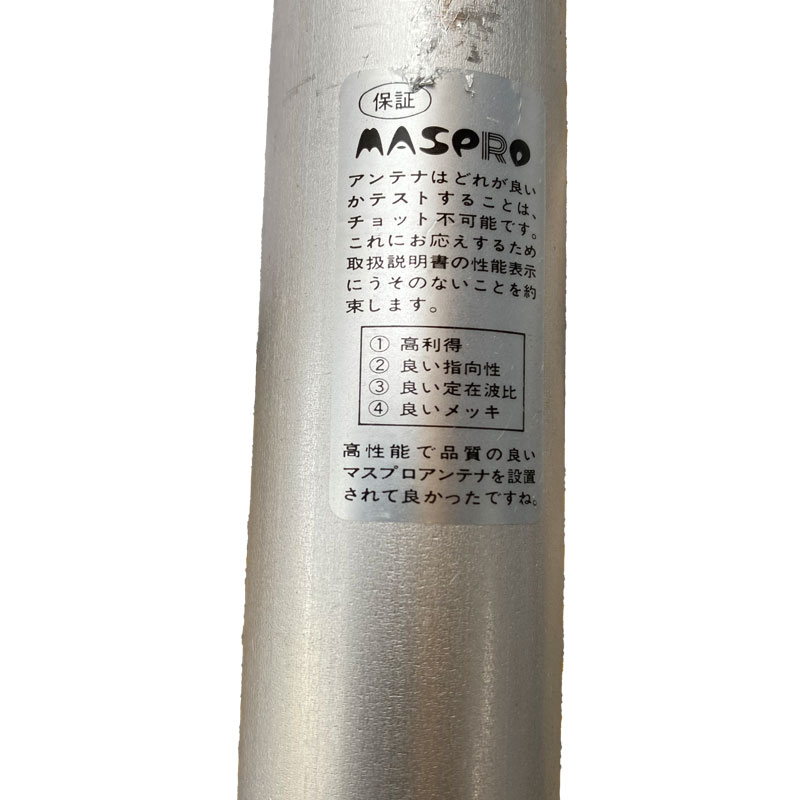 保証
MASPRO
アンテナはどれが良い
かテストすることは、
チョット不可能です。
これにお応えするため
取扱説明書の性能表示
にうそのないことを約
束します。
① 高利得
② 良い指向性
③ 良い定在波比
④ 良いメッキ
高性能で品質の良い
マスプロアンテナを設置
されて良かったですね。